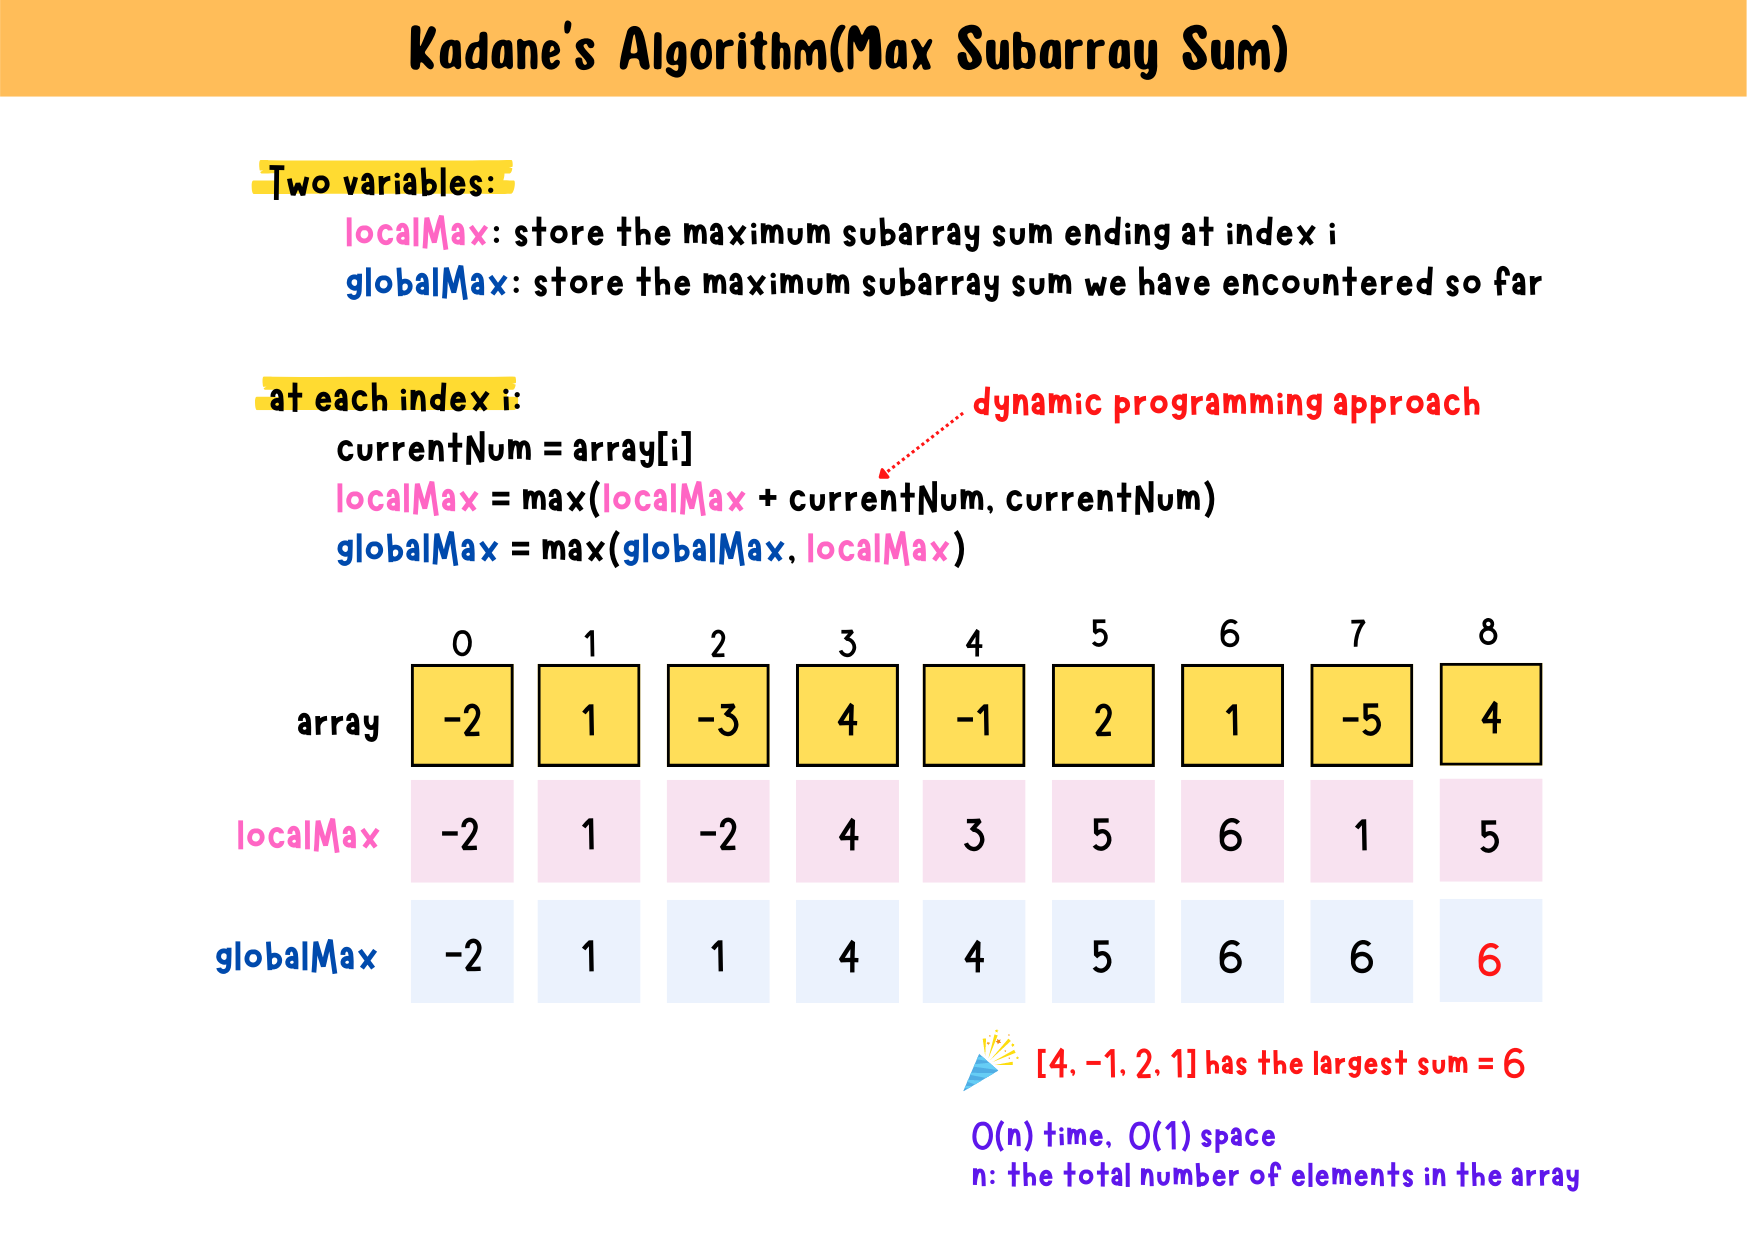 Kadane's Algorithm(Max Subarray Sum)
Two variables:
localMax: store the maximum subarray sum ending at index i
globalMax: store the maximum subarray sum we have encountered so far
at each index i:
dynamic programming approach
currentNum = array[i]
localMax = max(localMax + currentNum, currentNum)
globalMax = max(globalMax, localMax)
0 1 2 3 4 5 6 7 8
array -2 1 -3 4 -1 2 1 -5 4
localMax -2 1 -2 4 3 5 6 1 5
globalMax -2 1 1 4 4 5 6 6 6
[4, -1, 2, 1] has the largest sum = 6
O(n) time, O(1) space
n: the total number of elements in the array